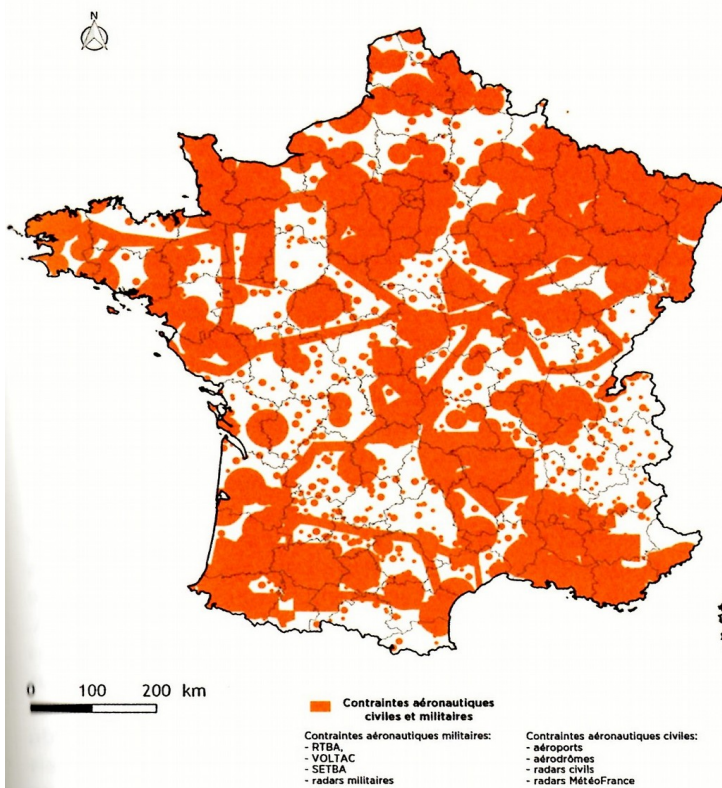 N
0 100 200 km
Contraintes aéronautiques
civiles et militaires
Contraintes aéronautiques militaires:
- RTBA,
- VOLTAC
- SETBA
- radars militaires
Contraintes aéronautiques civiles:
- aéroports
- aérodromes
- radars civils
- radars MétéoFrance